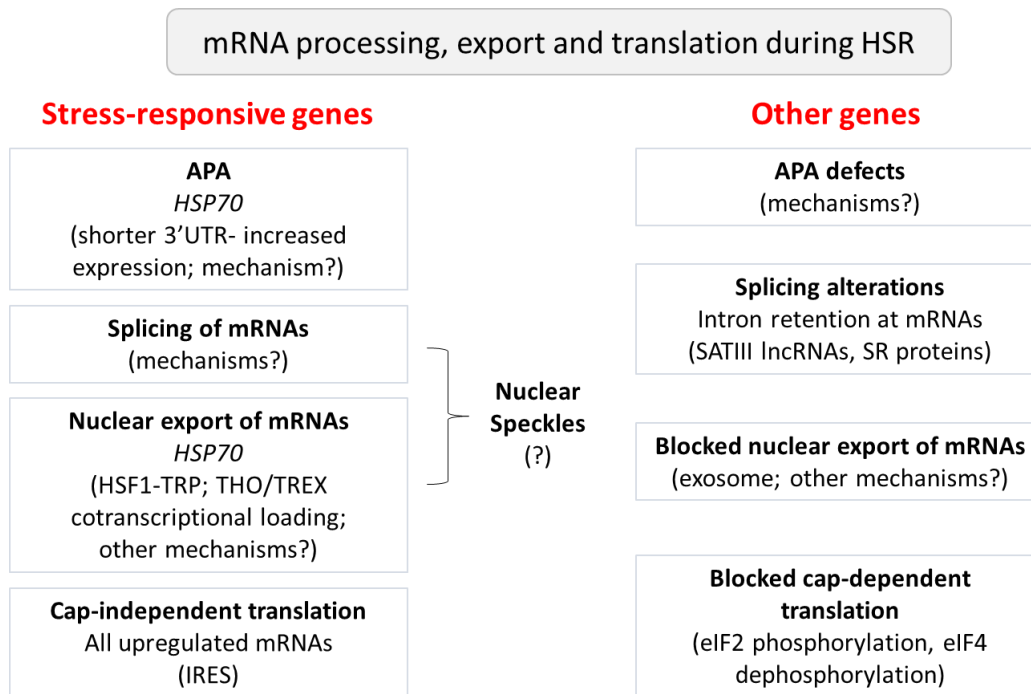 mRNA processing, export and translation during HSR
Stress-responsive genes
APA
HSP70
(shorter 3’UTR- increased
expression; mechanism?)
Splicing of mRNAs
(mechanisms?)
Nuclear export of mRNAs
HSP70
(HSF1-TRP; THO/TREX
cotranscriptional loading;
other mechanisms?)
Cap-independent translation
All upregulated mRNAs
(IRES)
Nuclear
Speckles
(?)
Other genes
APA defects
(mechanisms?)
Splicing alterations
Intron retention at mRNAs
(SATIII lncRNAs, SR proteins)
Blocked nuclear export of mRNAs
(exosome; other mechanisms?)
Blocked cap-dependent
translation
(eIF2 phosphorylation, eIF4
dephosphorylation)